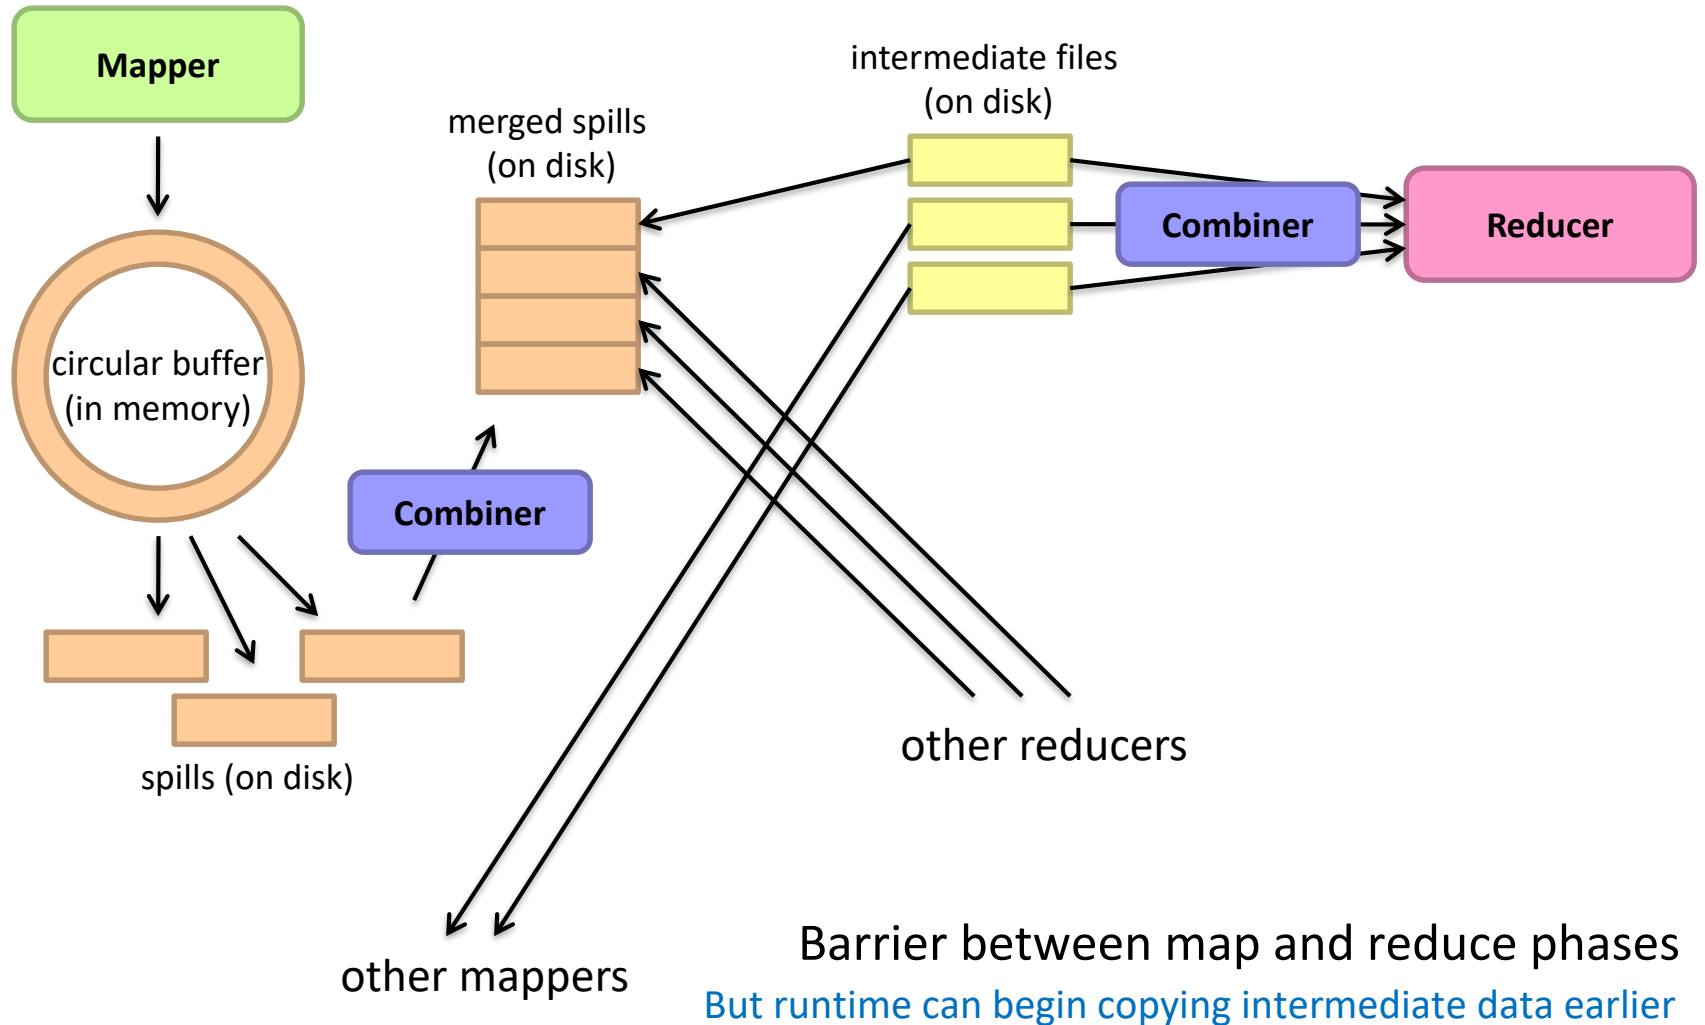 Mapper
circular buffer
(in memory)
spills (on disk)
Combiner
merged spills
(on disk)
intermediate files
(on disk)
Combiner
Reducer
other reducers
other mappers
Barrier between map and reduce phases
But runtime can begin copying intermediate data earlier